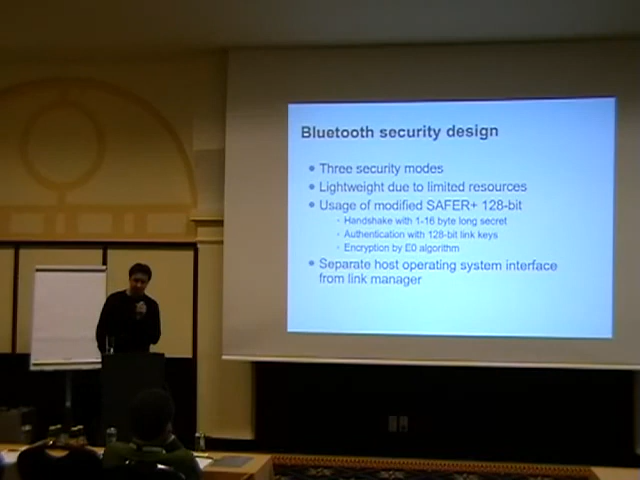 Bluetooth security design
• Three security modes
• Lightweight due to limited resources
• Usage of modified SAFER+ 128-bit
· Handshake with 1-16 byte long secret
· Authentication with 128-bit link keys
· Encryption by E0 algorithm
• Separate host operating system interface
from link manager